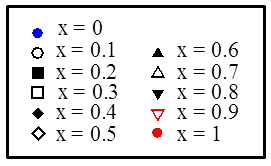 x = 0
x = 0.1
x = 0.2
x = 0.3
x = 0.4
x = 0.5
x = 0.6
x = 0.7
x = 0.8
x = 0.9
x = 1